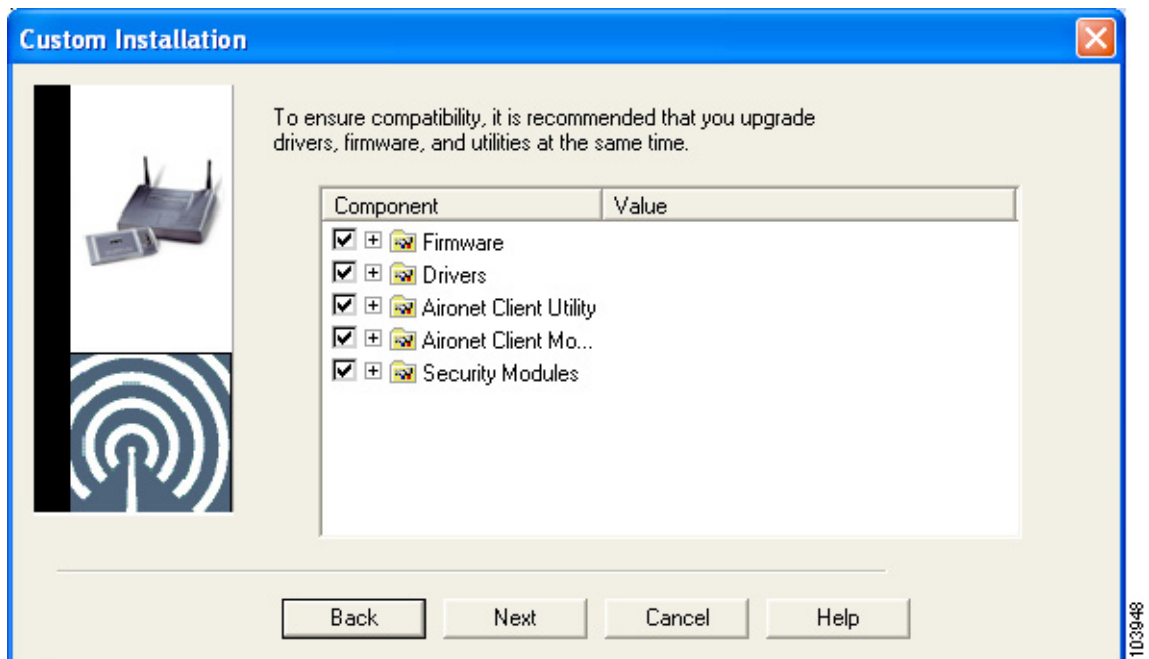 Custom Installation
To ensure compatibility, it is recommended that you upgrade
drivers, firmware, and utilities at the same time.
Component Value
Firmware
Drivers
Aironet Client Utility
Aironet Client Mo...
Security Modules
Back Next Cancel Help
103948